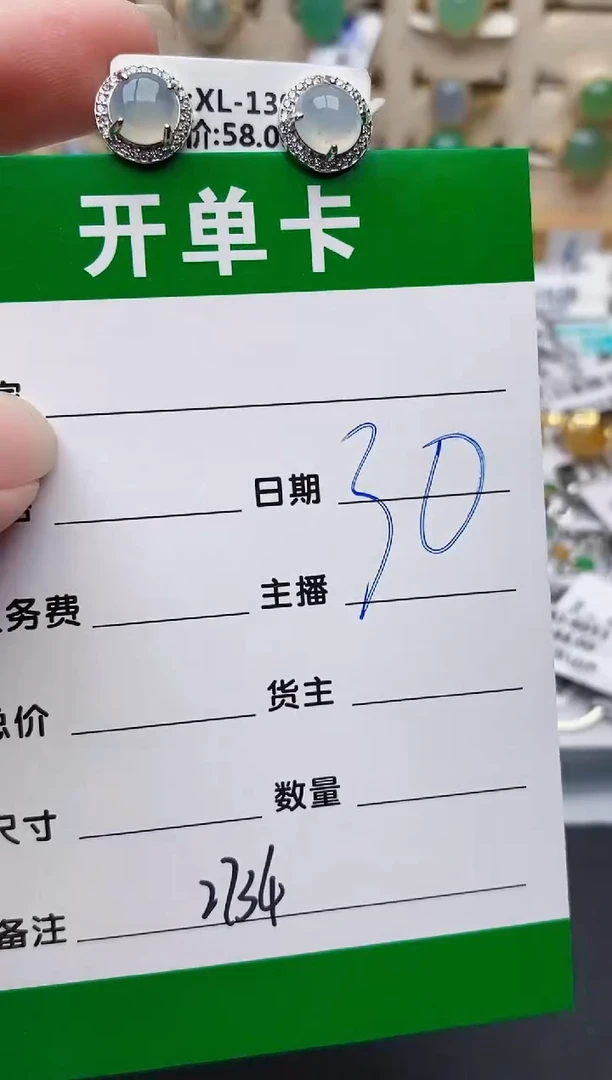 XL-13
价:58.0
开单卡
日期 30
务费 主播
总价 货主
尺寸 数量
备注 2734